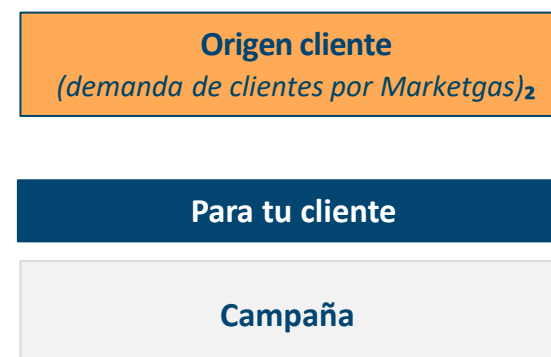 Origen cliente
(demanda de clientes por Marketgas)₂
Para tu cliente
Campaña